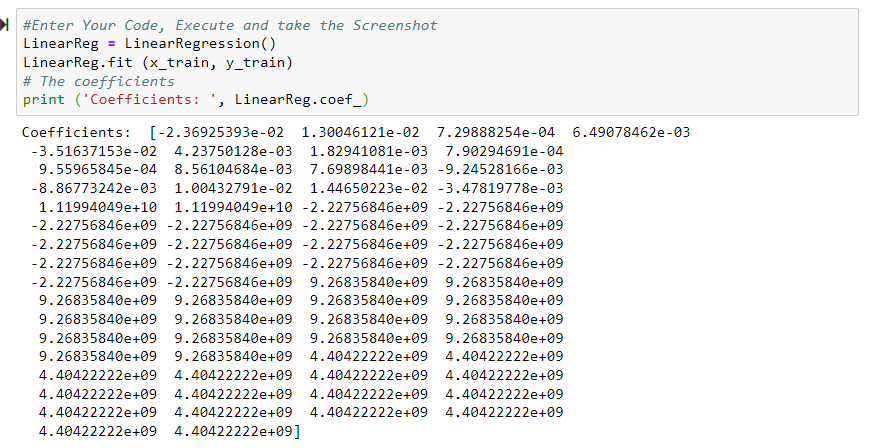 #Enter Your Code, Execute and take the Screenshot
LinearReg = LinearRegression()
LinearReg.fit (x_train, y_train)
# The coefficients
print ('Coefficients: ', LinearReg.coef_)
Coefficients:  [-2.36925393e-02  1.30046121e-02  7.29888254e-04  6.49078462e-03
 -3.51637153e-02  4.23750128e-03  1.82941081e-03  7.90294691e-04
  9.55965845e-04  8.56104684e-03  7.69898441e-03 -9.24528166e-03
 -8.86773242e-03  1.00432791e-02  1.44650223e-02 -3.47819778e-03
  1.11994049e+10  1.11994049e+10 -2.22756846e+09 -2.22756846e+09
 -2.22756846e+09 -2.22756846e+09 -2.22756846e+09 -2.22756846e+09
 -2.22756846e+09 -2.22756846e+09 -2.22756846e+09 -2.22756846e+09
 -2.22756846e+09 -2.22756846e+09 -2.22756846e+09 -2.22756846e+09
 -2.22756846e+09 -2.22756846e+09  9.26835840e+09  9.26835840e+09
  9.26835840e+09  9.26835840e+09  9.26835840e+09  9.26835840e+09
  9.26835840e+09  9.26835840e+09  9.26835840e+09  9.26835840e+09
  9.26835840e+09  9.26835840e+09  9.26835840e+09  9.26835840e+09
  9.26835840e+09  9.26835840e+09  4.40422222e+09  4.40422222e+09
  4.40422222e+09  4.40422222e+09  4.40422222e+09  4.40422222e+09
  4.40422222e+09  4.40422222e+09  4.40422222e+09  4.40422222e+09
  4.40422222e+09  4.40422222e+09  4.40422222e+09  4.40422222e+09
  4.40422222e+09  4.40422222e+09]